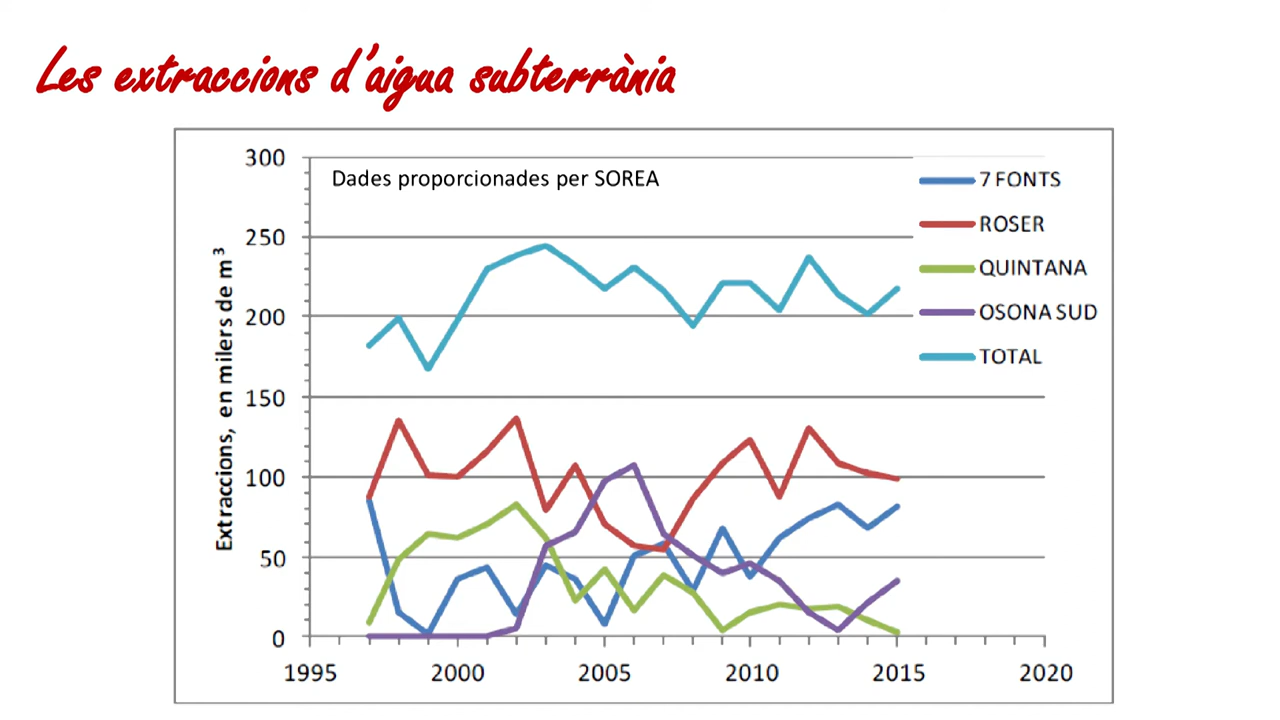 Les extraccions d'aigua subterrània
300
Dades proporcionades per SOREA
7 FONTS
250
ROSER
QUINTANA
200
OSONA SUD
TOTAL
150
100
50
0
Extraccions, en milers de m³
1995 2000 2005 2010 2015 2020